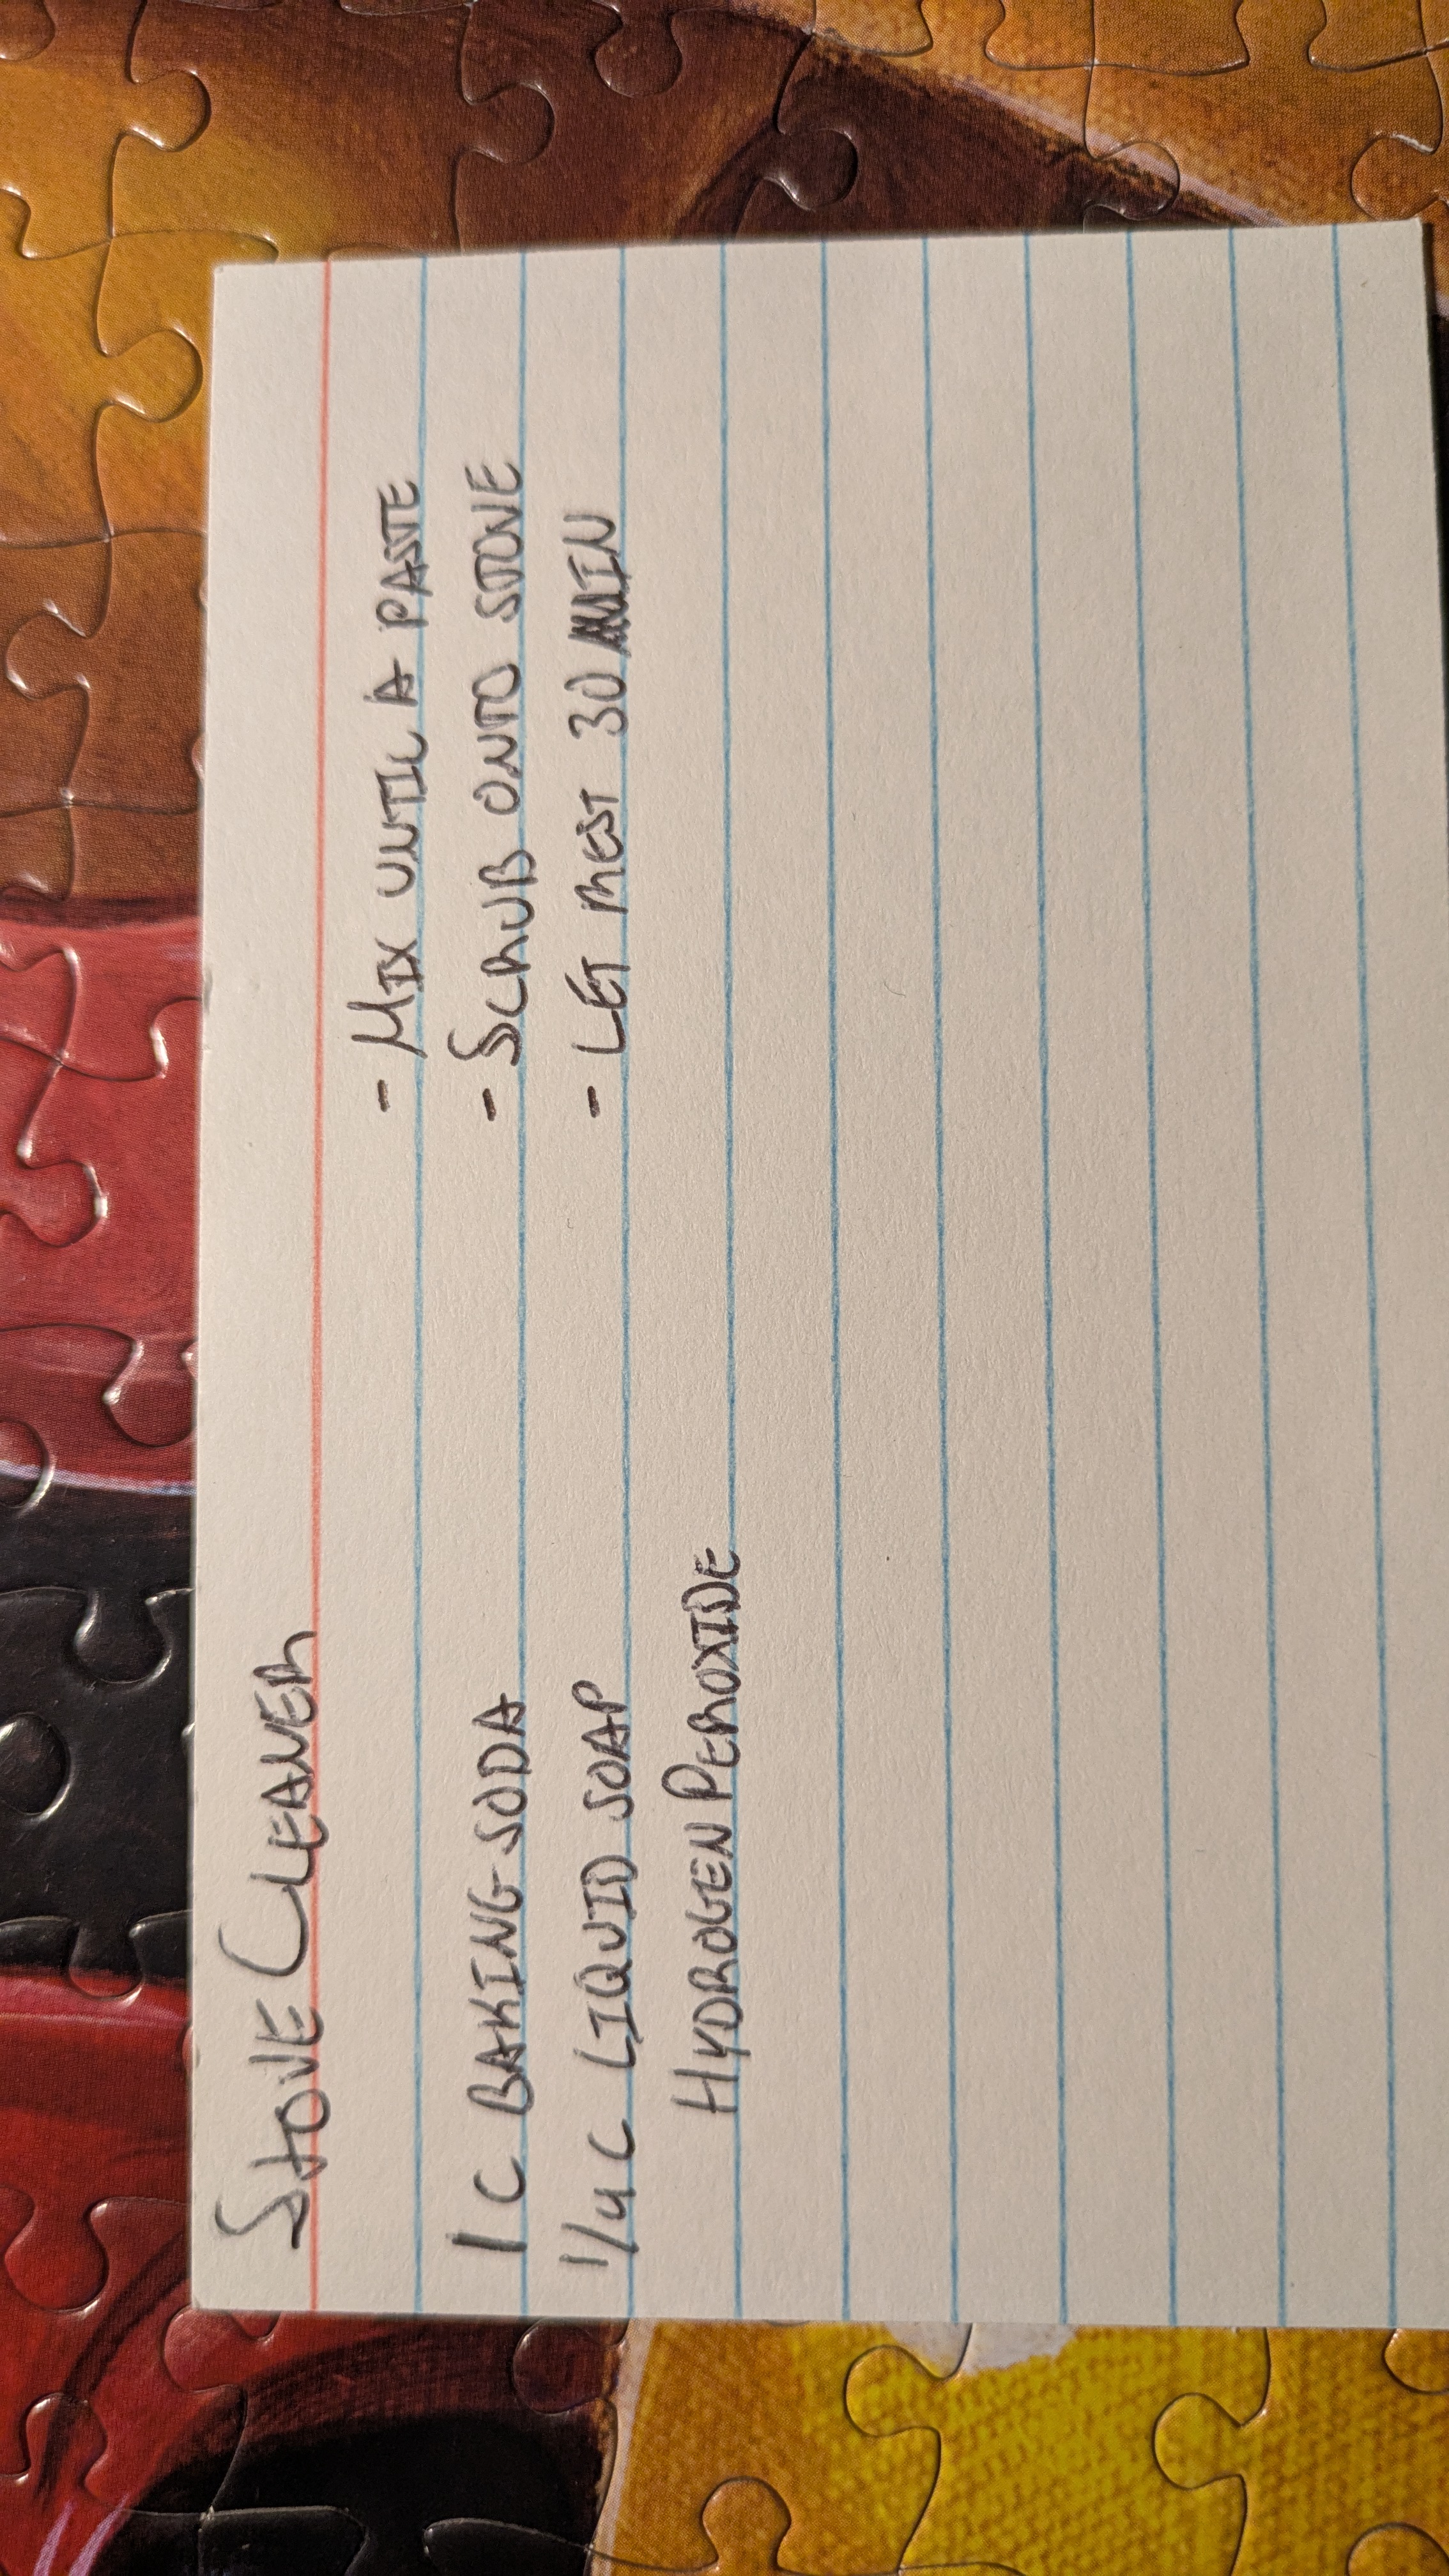 STOVE CLEANER
1 C BAKING SODA
1/4 C LIQUID SOAP
HYDROGEN PEROXIDE
- MIX UNTIL A PASTE
- SCRUB ONTO STOVE
- LET REST 30 MIN